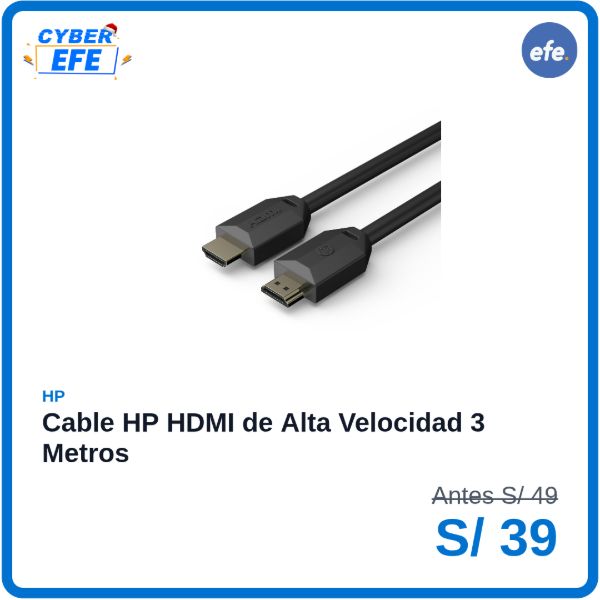 CYBER
EFE
efe.
HP
Cable HP HDMI de Alta Velocidad 3
Metros
Antes S/ 49
S/ 39